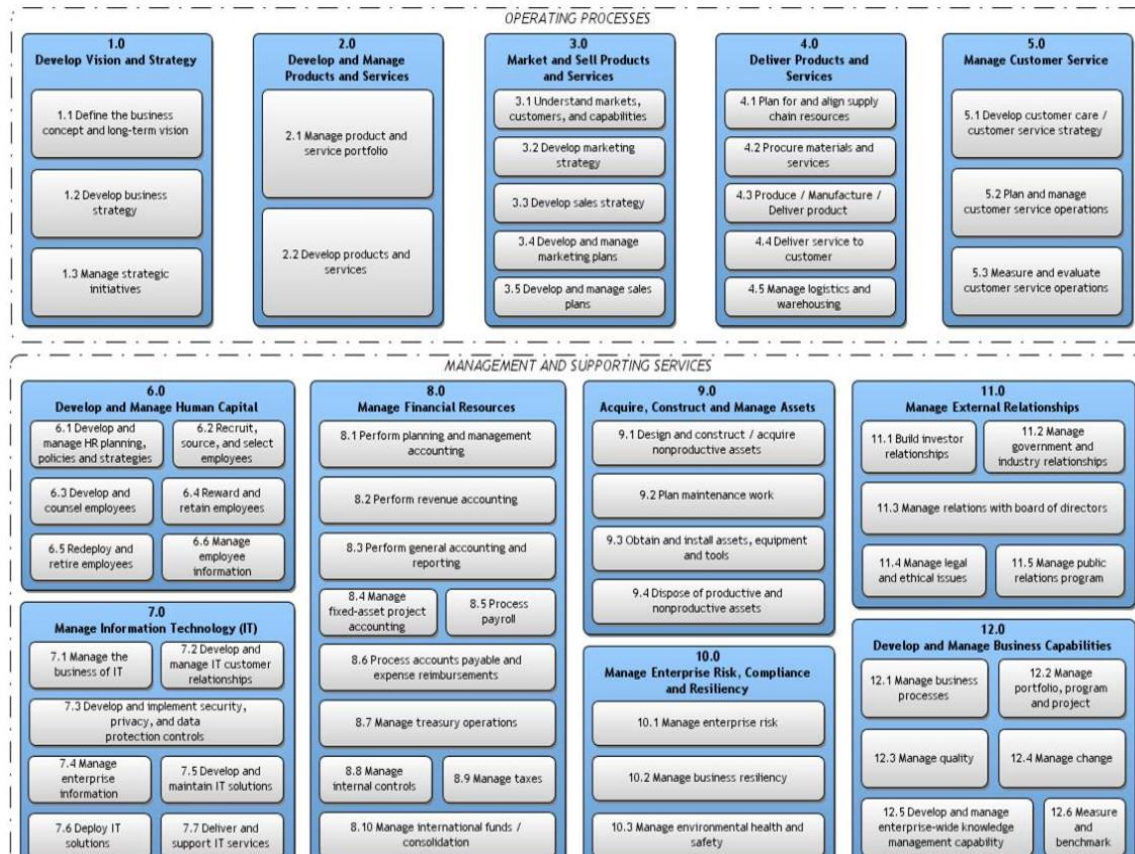 OPERATING PROCESSES
1.0
Develop Vision and Strategy
1.1 Define the business
concept and long-term vision
1.2 Develop business
strategy
1.3 Manage strategic
initiatives
2.0
Develop and Manage
Products and Services
2.1 Manage product and
service portfolio
2.2 Develop products and
services
3.0
Market and Sell Products
and Services
3.1 Understand markets,
customers, and capabilities
3.2 Develop marketing
strategy
3.3 Develop sales strategy
3.4 Develop and manage
marketing plans
3.5 Develop and manage sales
plans
4.0
Deliver Products and
Services
4.1 Plan for and align supply
chain resources
4.2 Procure materials and
services
4.3 Produce / Manufacture /
Deliver product
4.4 Deliver service to
customer
4.5 Manage logistics and
warehousing
5.0
Manage Customer Service
5.1 Develop customer care /
customer service strategy
5.2 Plan and manage
customer service operations
5.3 Measure and evaluate
customer service operations
MANAGEMENT AND SUPPORTING SERVICES
6.0
Develop and Manage Human Capital
6.1 Develop and
manage HR planning,
policies and strategies
6.2 Recruit,
source, and select
employees
6.3 Develop and
counsel employees
6.4 Reward and
retain employees
6.5 Redeploy and
retire employees
6.6 Manage
employee
information
7.0
Manage Information Technology (IT)
7.1 Manage the
business of IT
7.2 Develop and
manage IT customer
relationships
7.3 Develop and implement security,
privacy, and data
protection controls
7.4 Manage
enterprise
information
7.5 Develop and
maintain IT solutions
7.6 Deploy IT
solutions
7.7 Deliver and
support IT services
8.0
Manage Financial Resources
8.1 Perform planning and management
accounting
8.2 Perform revenue accounting
8.3 Perform general accounting and
reporting
8.4 Manage
fixed-asset project
accounting
8.5 Process
payroll
8.6 Process accounts payable and
expense reimbursements
8.7 Manage treasury operations
8.8 Manage
internal controls
8.9 Manage taxes
8.10 Manage international funds /
consolidation
9.0
Acquire, Construct and Manage Assets
9.1 Design and construct / acquire
nonproductive assets
9.2 Plan maintenance work
9.3 Obtain and install assets, equipment
and tools
9.4 Dispose of productive and
nonproductive assets
10.0
Manage Enterprise Risk, Compliance
and Resiliency
10.1 Manage enterprise risk
10.2 Manage business resiliency
10.3 Manage environmental health and
safety
11.0
Manage External Relationships
11.1 Build investor
relationships
11.2 Manage
government and
industry relationships
11.3 Manage relations with board of directors
11.4 Manage legal
and ethical issues
11.5 Manage public
relations program
12.0
Develop and Manage Business Capabilities
12.1 Manage business
processes
12.2 Manage
portfolio, program
and project
12.3 Manage quality
12.4 Manage change
12.5 Develop and manage
enterprise-wide knowledge
management capability
12.6 Measure
and
benchmark